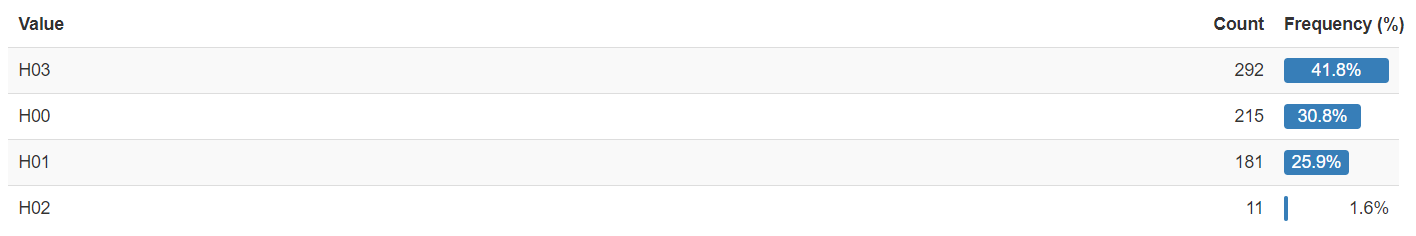 Value Count Frequency (%)
H03 292 41.8%
H00 215 30.8%
H01 181 25.9%
H02 11 1.6%